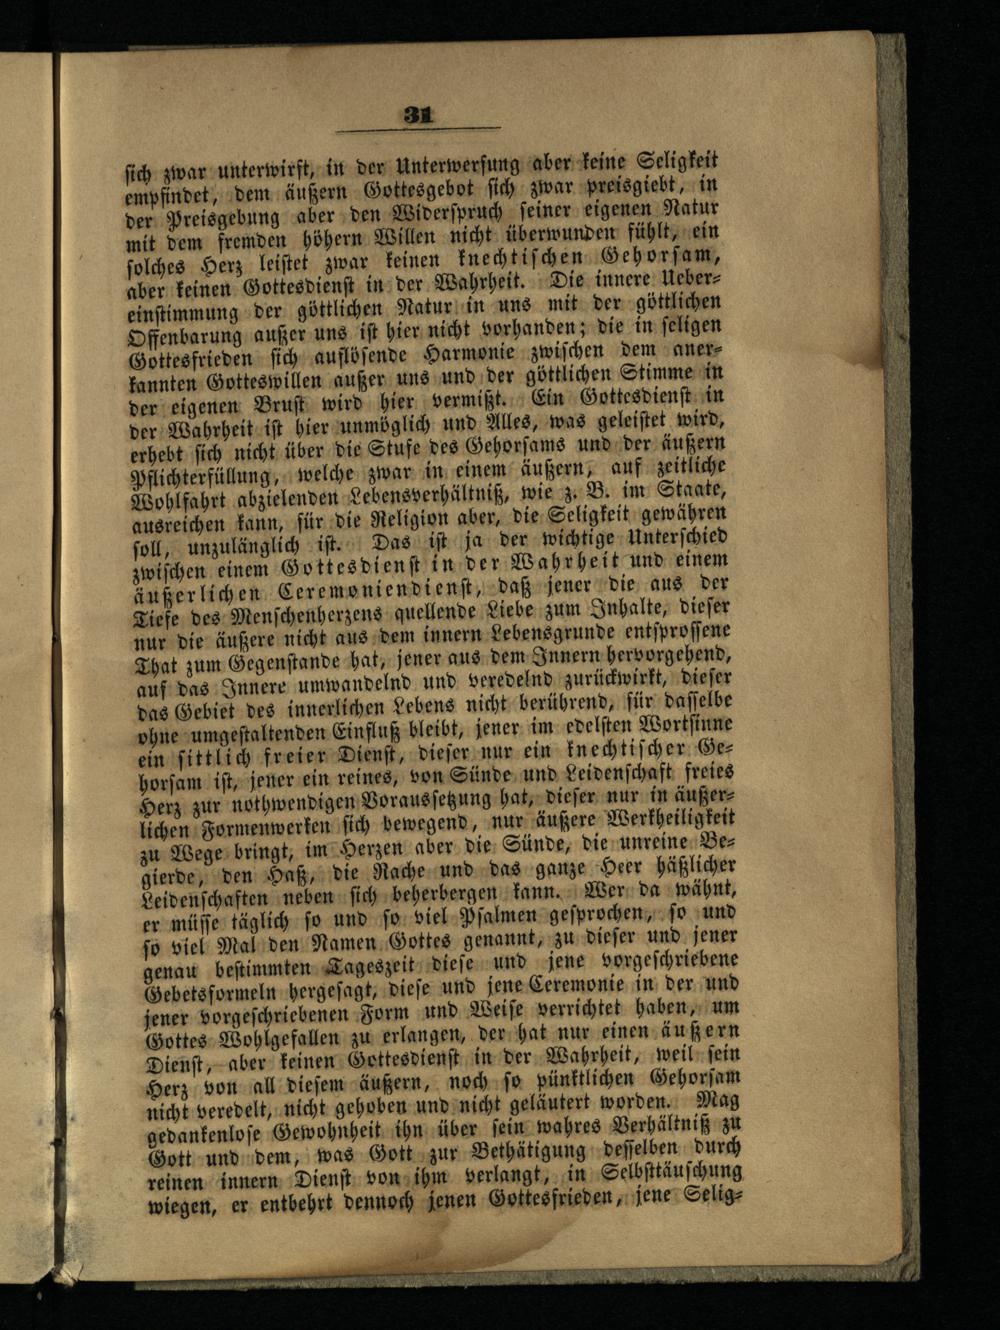 31
sich zwar unterwirft, in der Unterwerfung aber keine Seligkeit
empfindet, dem äußern Gottesgebot sich zwar preisgiebt, in
der Preisgebung aber den Widerspruch seiner eigenen Natur
mit dem fremden höhern Willen nicht überwunden fühlt, ein
solches Herz leistet zwar keinen knechtischen Gehorsam,
aber keinen Gottesdienst in der Wahrheit. Die innere Ueber-
einstimmung der göttlichen Natur in uns mit der göttlichen
Offenbarung außer uns ist hier nicht vorhanden; die in seligen
Gottesfrieden sich auflösende Harmonie zwischen dem aner-
kannten Gotteswillen außer uns und der göttlichen Stimme in
der eigenen Brust wird hier vermißt. Ein Gottesdienst in
der Wahrheit ist hier unmöglich und Alles, was geleistet wird,
erhebt sich nicht über die Stufe des Gehorsams und der äußern
Pflichterfüllung, welche zwar in einem äußern, auf zeitliche
Wohlfahrt abzielenden Lebensverhältniß, wie z. B. im Staate,
ausreichen kann, für die Religion aber, die Seligkeit gewähren
soll, unzulänglich ist. Das ist ja der wichtige Unterschied
zwischen einem Gottesdienst in der Wahrheit und einem
äußerlichen Ceremoniendienst, daß jener die aus der
Tiefe des Menschenherzens quellende Liebe zum Inhalte, dieser
nur die äußere nicht aus dem innern Lebensgrunde entsprossene
That zum Gegenstande hat, jener aus dem Innern hervorgehend,
auf das Innere umwandelnd und veredelnd zurückwirkt, dieser
das Gebiet des innerlichen Lebens nicht berührend, für dasselbe
ohne umgestaltenden Einfluß bleibt, jener im edelsten Wortsinne
ein sittlich freier Dienst, dieser nur ein knechtischer Ge-
horsam ist, jener ein reines, von Sünde und Leidenschaft freies
Herz zur nothwendigen Voraussetzung hat, dieser nur in äußer-
lichen Formenwerken sich bewegend, nur äußere Werkheiligkeit
zu Wege bringt, im Herzen aber die Sünde, die unreine Be-
gierde, den Haß, die Rache und das ganze Heer häßlicher
Leidenschaften neben sich beherbergen kann. Wer da wähnt,
er müsse täglich so und so viel Psalmen gesprochen, so und
so viel Mal den Namen Gottes genannt, zu dieser und jener
genau bestimmten Tageszeit diese und jene vorgeschriebene
Gebetsformeln hergesagt, diese und jene Ceremonie in der und
jener vorgeschriebenen Form und Weise verrichtet haben, um
Gottes Wohlgefallen zu erlangen, der hat nur einen äußern
Dienst, aber keinen Gottesdienst in der Wahrheit, weil sein
Herz von all diesem äußern, noch so pünktlichen Gehorsam
nicht veredelt, nicht gehoben und nicht geläutert worden. Mag
gedankenlose Gewohnheit ihn über sein wahres Verhältniß zu
Gott und dem, was Gott zur Bethätigung desselben durch
reinen innern Dienst von ihm verlangt, in Selbsttäuschung
wiegen, er entbehrt dennoch jenen Gottesfrieden, jene Selig-